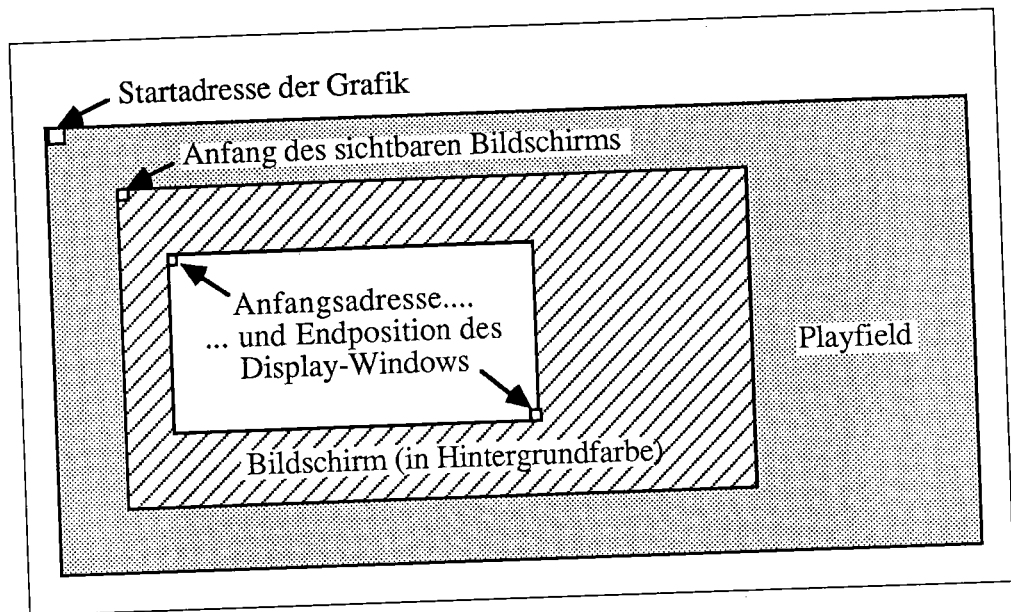 Startadresse der Grafik
Anfang des sichtbaren Bildschirms
Anfangsadresse....
... und Endposition des
Display-Windows
Playfield
Bildschirm (in Hintergrundfarbe)